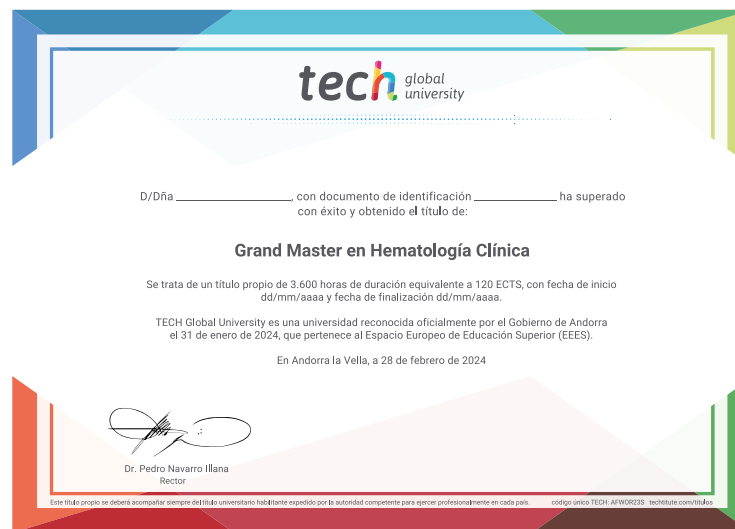 tech global university
D/Dña ____________________, con documento de identificación ______________ ha superado
con éxito y obtenido el título de:
Grand Master en Hematología Clínica
Se trata de un título propio de 3.600 horas de duración equivalente a 120 ECTS, con fecha de inicio
dd/mm/aaaa y fecha de finalización dd/mm/aaaa.
TECH Global University es una universidad reconocida oficialmente por el Gobierno de Andorra
el 31 de enero de 2024, que pertenece al Espacio Europeo de Educación Superior (EEES).
En Andorra la Vella, a 28 de febrero de 2024
Dr. Pedro Navarro Illana
Rector
Este título propio se deberá acompañar siempre del título universitario habilitante expedido por la autoridad competente para ejercer profesionalmente en cada país. código único TECH: AFWOR23S techtitute.com/titulos